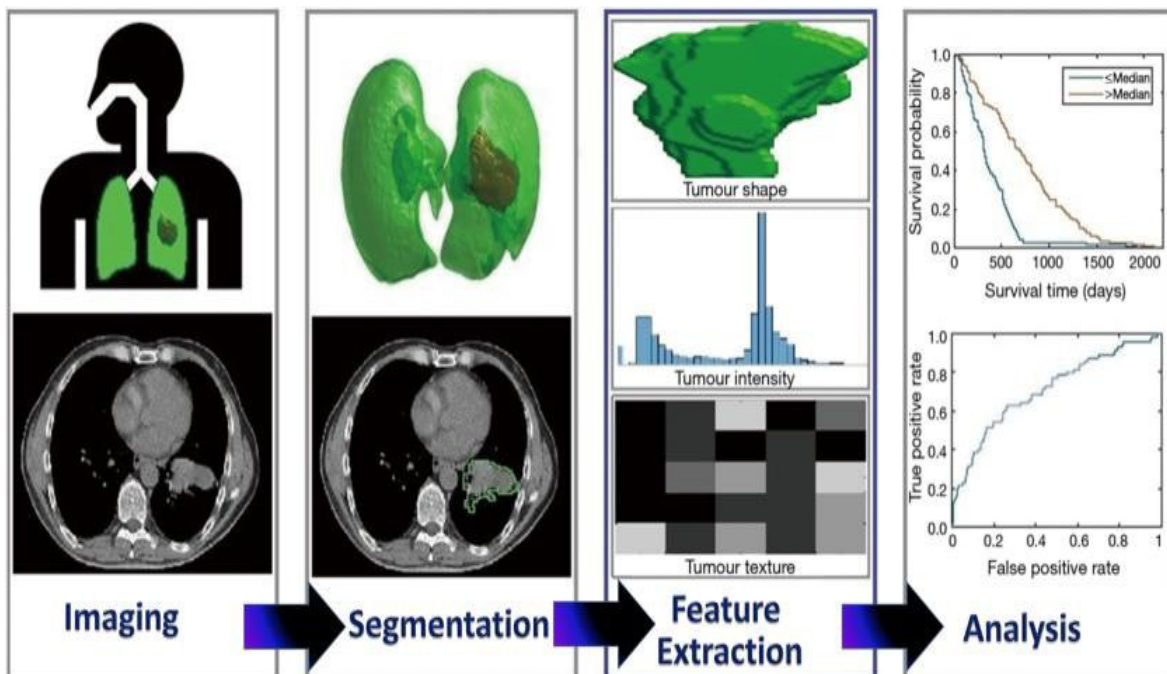 Imaging
Segmentation
Tumour shape
Tumour intensity
Tumour texture
Feature
Extraction
Survival probability
1.0
0.8
0.6
0.4
0.2
0.0
≤Median
>Median
0
500
1000
1500
2000
Survival time (days)
True positive rate
1.0
0.8
0.6
0.4
0.2
0.0
0
0.2
0.4
0.6
0.8
1
False positive rate
Analysis